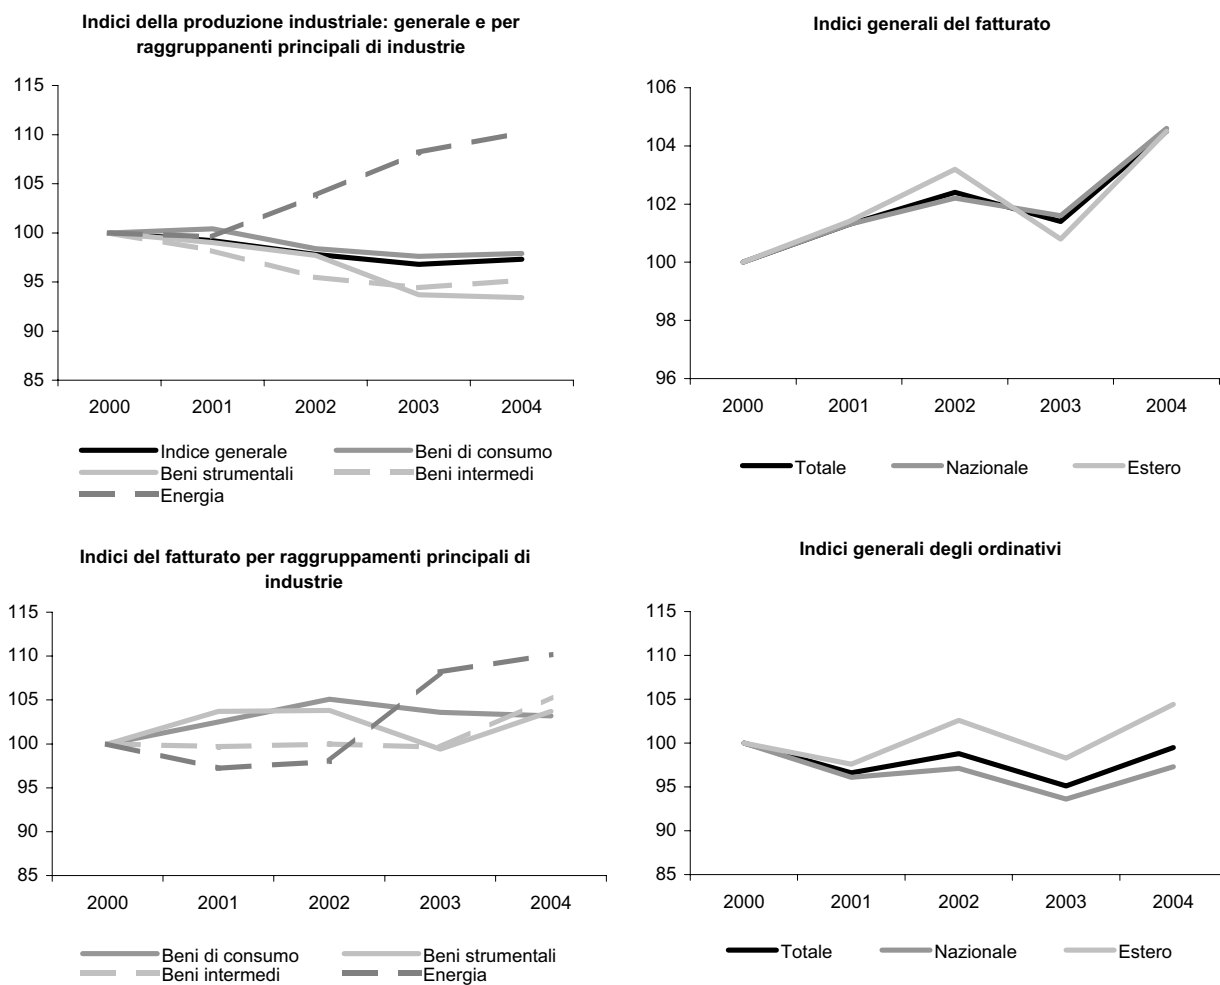 Indici della produzione industriale: generale e per
raggruppanenti principali di industrie
115
110
105
100
95
90
85
2000 2001 2002 2003 2004
Indice generale Beni di consumo
Beni strumentali Beni intermedi
Energia
Indici generali del fatturato
106
104
102
100
98
96
2000 2001 2002 2003 2004
Totale Nazionale Estero
Indici del fatturato per raggruppamenti principali di
industrie
115
110
105
100
95
90
85
2000 2001 2002 2003 2004
Beni di consumo Beni strumentali
Beni intermedi Energia
Indici generali degli ordinativi
115
110
105
100
95
90
85
2000 2001 2002 2003 2004
Totale Nazionale Estero